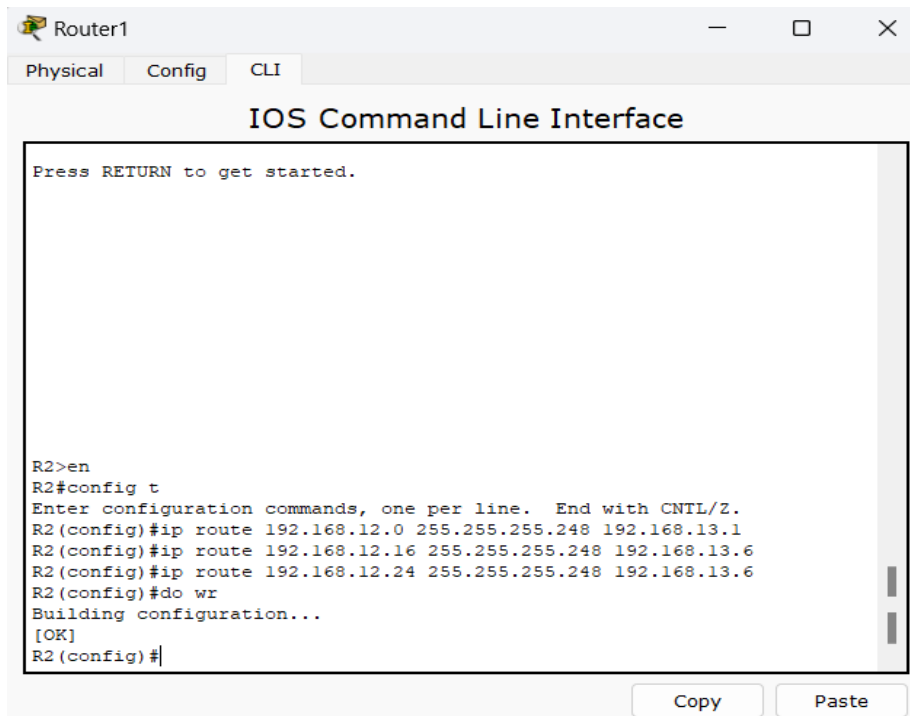 Router1
Physical Config CLI
IOS Command Line Interface
Press RETURN to get started.
R2>en
R2#config t
Enter configuration commands, one per line.  End with CNTL/Z.
R2(config)#ip route 192.168.12.0 255.255.255.248 192.168.13.1
R2(config)#ip route 192.168.12.16 255.255.255.248 192.168.13.6
R2(config)#ip route 192.168.12.24 255.255.255.248 192.168.13.6
R2(config)#do wr
Building configuration...
[OK]
R2(config)#
Copy Paste